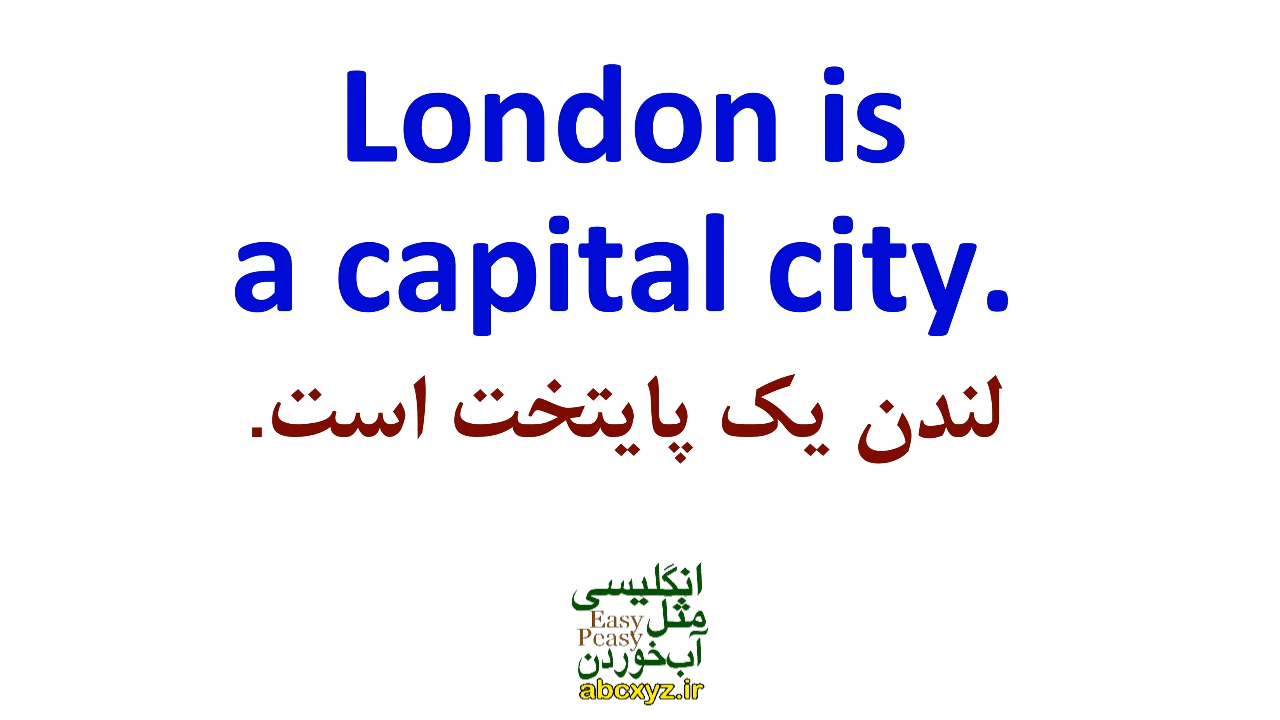 London is
a capital city.
لندن یک پایتخت است.
انگلیسی
مثل
Easy
Peasy
آب‌خوردن
abcxyz.ir